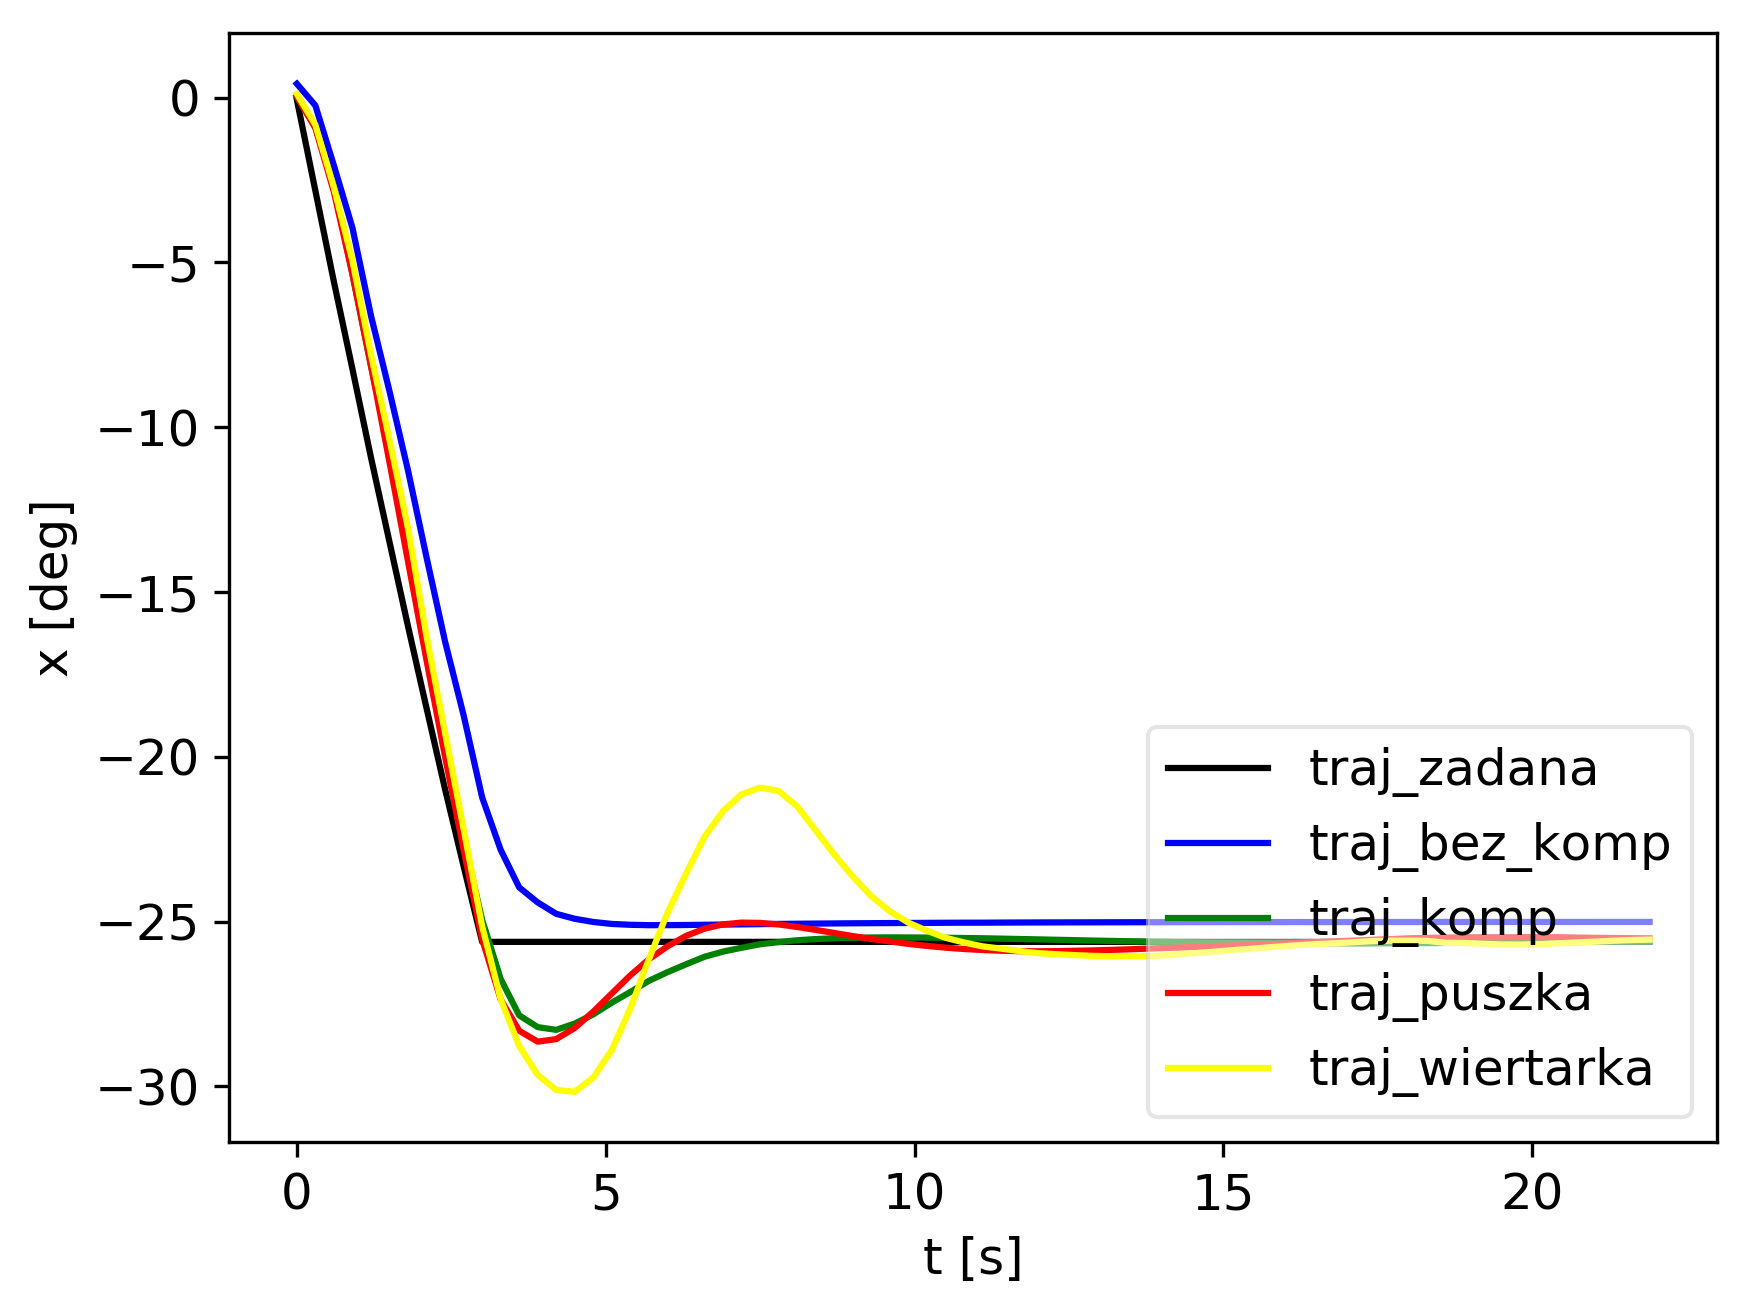 0
−5
−10
−15
−20
−25
−30
x [deg]
traj_zadana
traj_bez_komp
traj_komp
traj_puszka
traj_wiertarka
0 5 10 15 20
t [s]